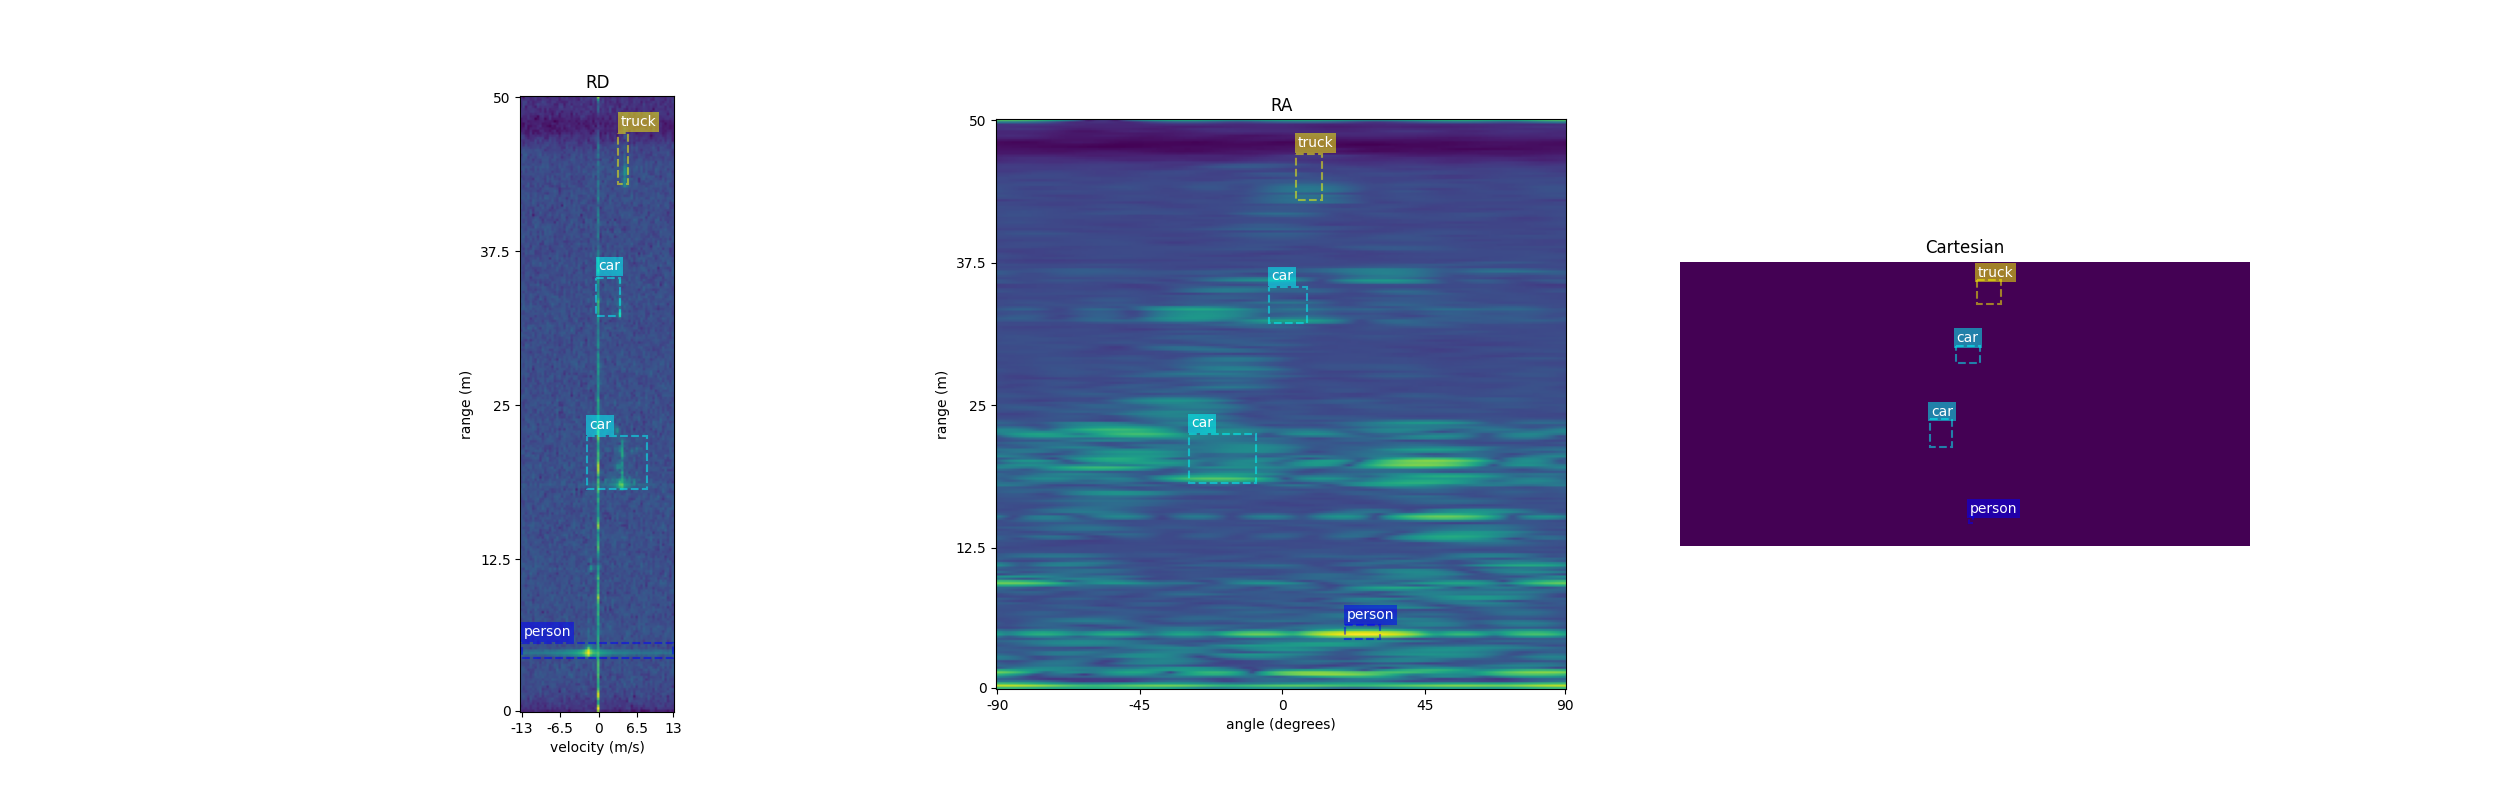 RD
50
37.5
25
12.5
0
range (m)
truck
car
car
person
-13 -6.5 0 6.5 13
velocity (m/s)
RA
50
37.5
25
12.5
0
range (m)
truck
car
car
person
-90 -45 0 45 90
angle (degrees)
Cartesian
truck
car
car
person